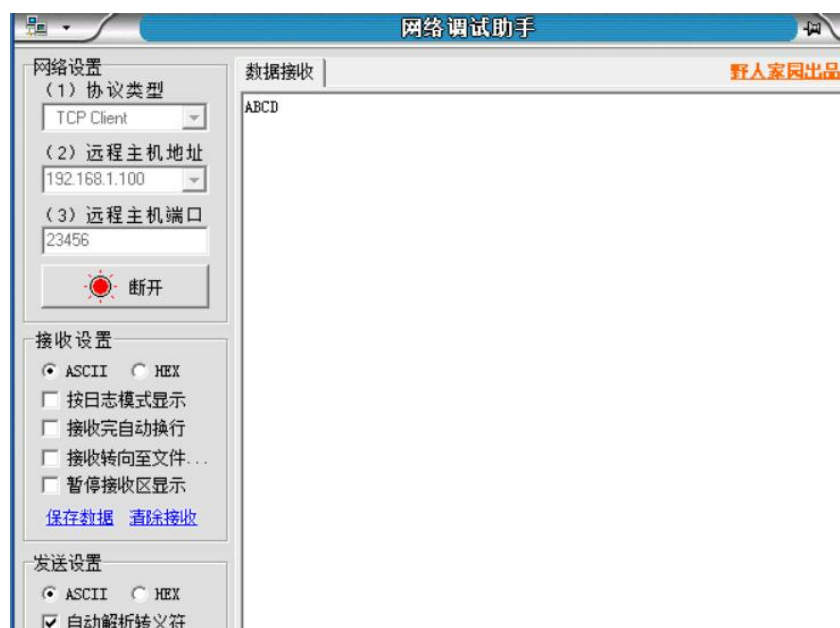 网络调试助手
网络设置
（1）协议类型
TCP Client
（2）远程主机地址
192.168.1.100
（3）远程主机端口
23456
断开
接收设置
ASCII HEX
按日志模式显示
接收完自动换行
接收转向至文件...
暂停接收区显示
保存数据 清除接收
发送设置
ASCII HEX
自动解析转义符
数据接收
野人家园出品
ABCD